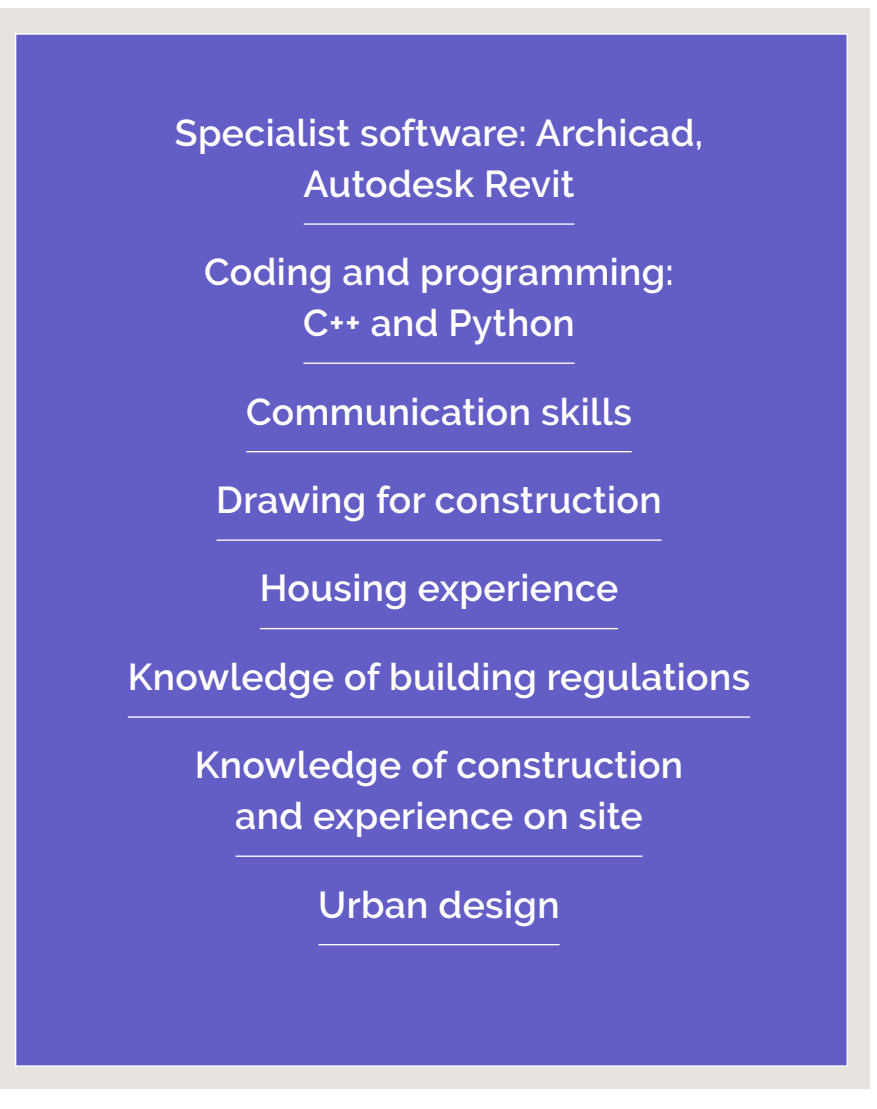 Specialist software: Archicad,
Autodesk Revit
Coding and programming:
C++ and Python
Communication skills
Drawing for construction
Housing experience
Knowledge of building regulations
Knowledge of construction
and experience on site
Urban design